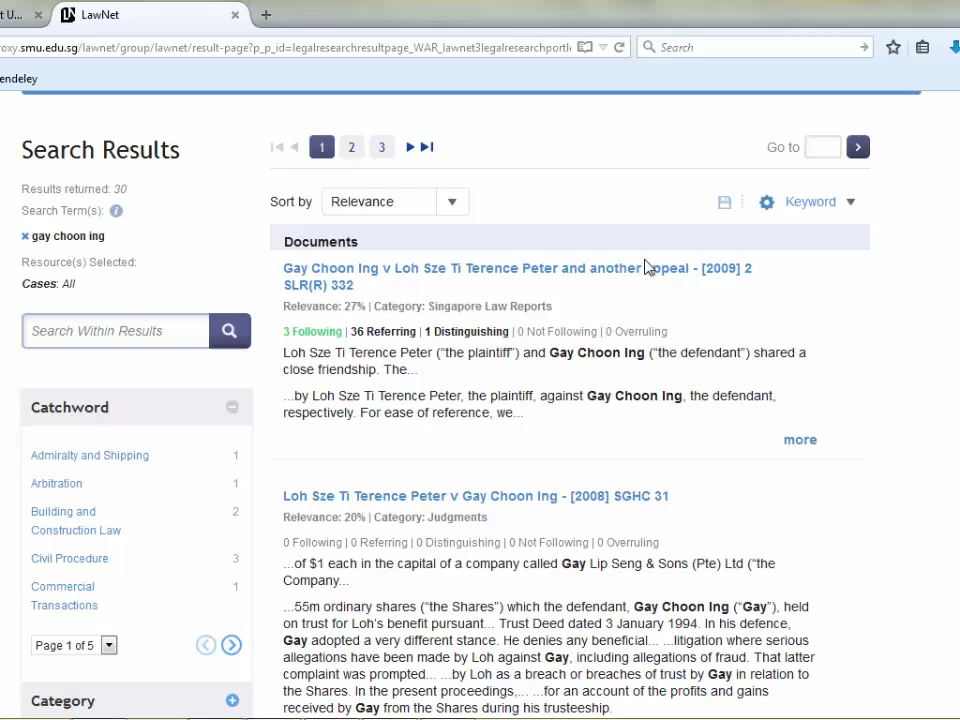 t U...
LawNet
oxy.smu.edu.sg/lawnet/group/lawnet/result-page?p_p_id=legalresearchresultpage_WAR_lawnet3legalresearchportle
Search
endeley
Search Results
1 2 3
Go to
Results returned: 30
Search Term(s):
gay choon ing
Resource(s) Selected:
Cases: All
Search Within Results
Sort by Relevance
Keyword
Documents
Gay Choon Ing v Loh Sze Ti Terence Peter and another appeal - [2009] 2
SLR(R) 332
Relevance: 27% | Category: Singapore Law Reports
3 Following | 36 Referring | 1 Distinguishing | 0 Not Following | 0 Overruling
Loh Sze Ti Terence Peter (“the plaintiff”) and Gay Choon Ing (“the defendant”) shared a
close friendship. The...
...by Loh Sze Ti Terence Peter, the plaintiff, against Gay Choon Ing, the defendant,
respectively. For ease of reference, we...
more
Loh Sze Ti Terence Peter v Gay Choon Ing - [2008] SGHC 31
Relevance: 20% | Category: Judgments
0 Following | 0 Referring | 0 Distinguishing | 0 Not Following | 0 Overruling
...of $1 each in the capital of a company called Gay Lip Seng & Sons (Pte) Ltd (“the
Company...
...55m ordinary shares (“the Shares”) which the defendant, Gay Choon Ing (“Gay”), held
on trust for Loh’s benefit pursuant... Trust Deed dated 3 January 1994. In his defence,
Gay adopted a very different stance. He denies any beneficial... ...litigation where serious
allegations have been made by Loh against Gay, including allegations of fraud. That latter
complaint was prompted... ...by Loh as a breach or breaches of trust by Gay in relation to
the Shares. In the present proceedings,... ...for an account of the profits and gains
received by Gay from the Shares during his trusteeship.
Catchword
Admiralty and Shipping 1
Arbitration 1
Building and
Construction Law 2
Civil Procedure 3
Commercial
Transactions 1
Page 1 of 5
Category